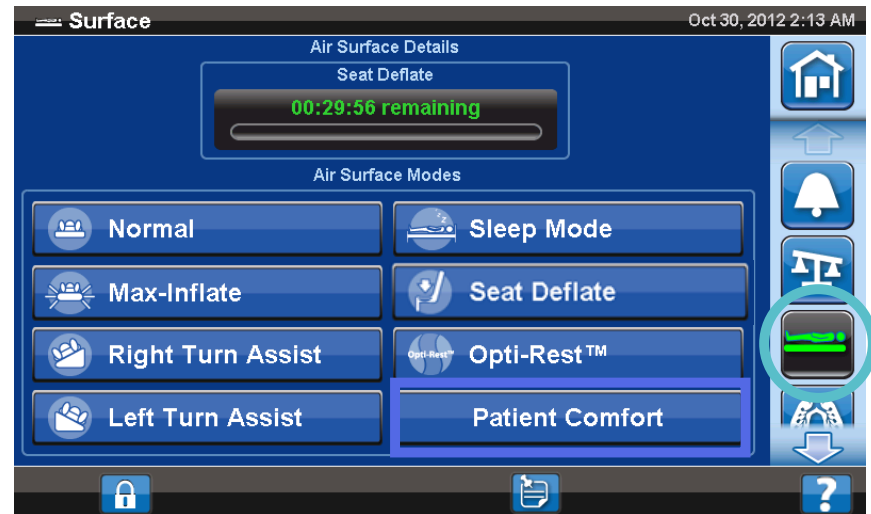 Surface
Oct 30, 2012 2:13 AM
Air Surface Details
Seat Deflate
00:29:56 remaining
Air Surface Modes
Normal
Sleep Mode
Max-Inflate
Seat Deflate
Right Turn Assist
Opti-Rest™
Opti-Rest™
Left Turn Assist
Patient Comfort
?